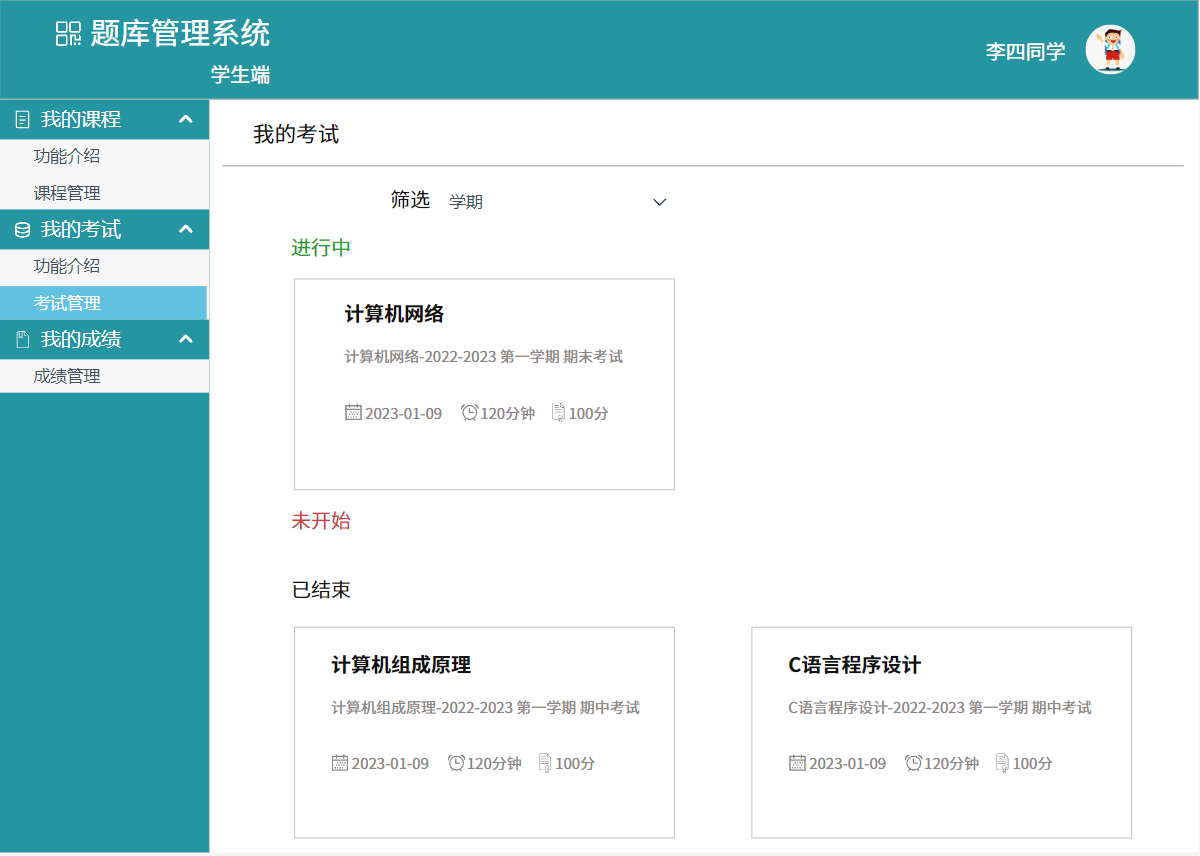 题库管理系统
学生端
李四同学
我的课程
功能介绍
课程管理
我的考试
功能介绍
考试管理
我的成绩
成绩管理
我的考试
筛选 学期
进行中
计算机网络
计算机网络-2022-2023 第一学期 期末考试
2023-01-09 120分钟 100分
未开始
已结束
计算机组成原理
计算机组成原理-2022-2023 第一学期 期中考试
2023-01-09 120分钟 100分
C语言程序设计
C语言程序设计-2022-2023 第一学期 期中考试
2023-01-09 120分钟 100分